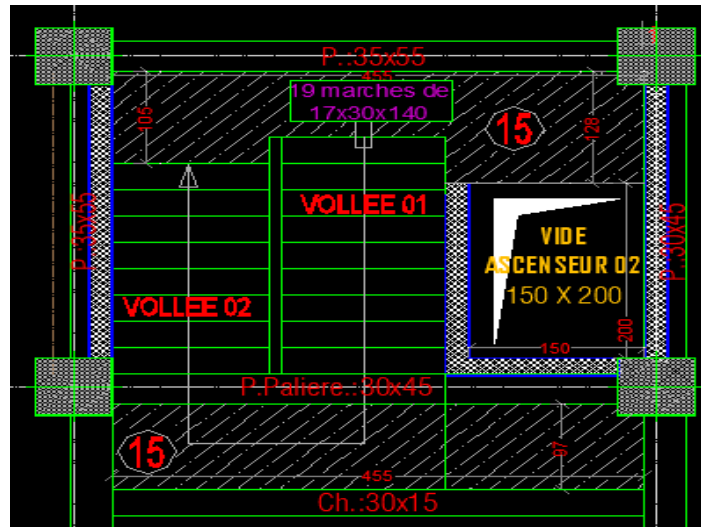 P.:35x55
455
19 marches de
17x30x140
105
15
128
VOLLEE 01
P.:35x55
P.:30x45
VIDE
ASCENSEUR 02
150 X 200
VOLLEE 02
200
150
P.Paliere.:30x45
15
97
455
Ch.:30x15